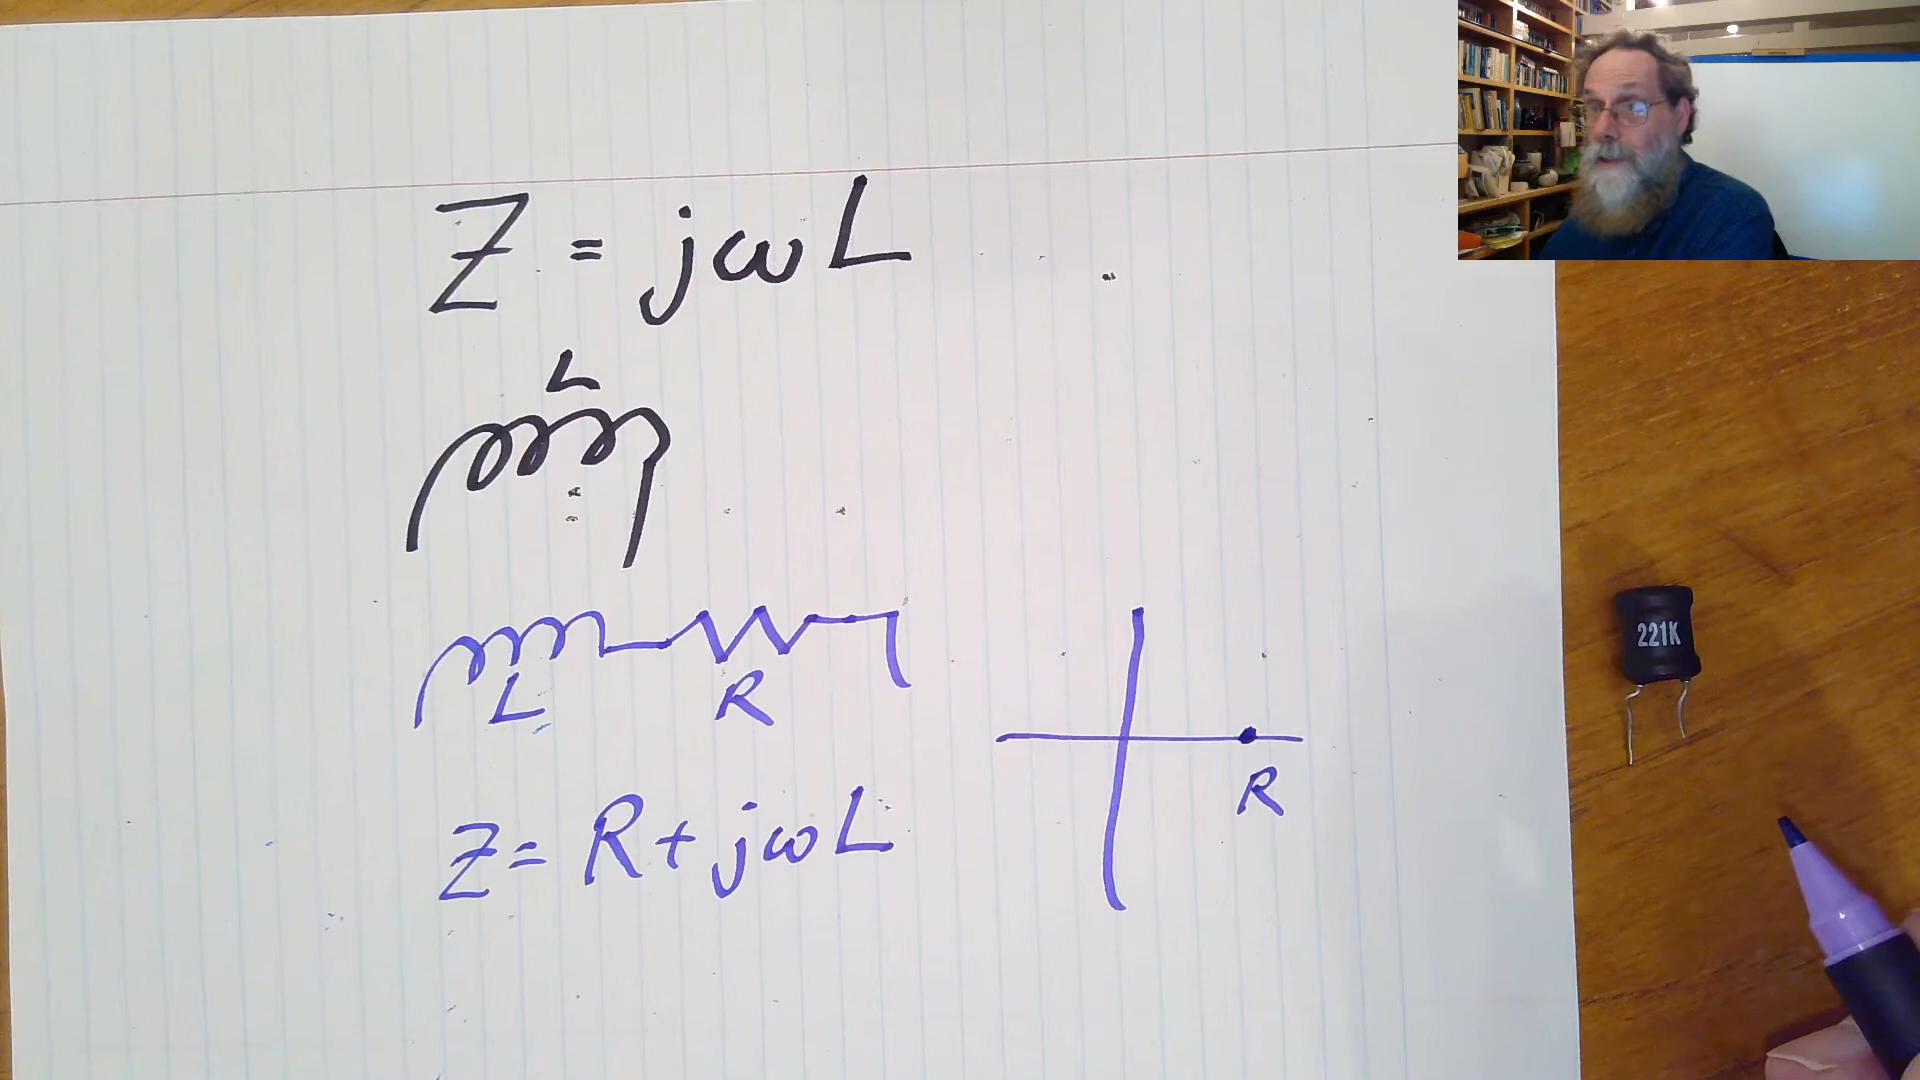 Z = jωL
L
L R
Z = R + jωL
R
221K